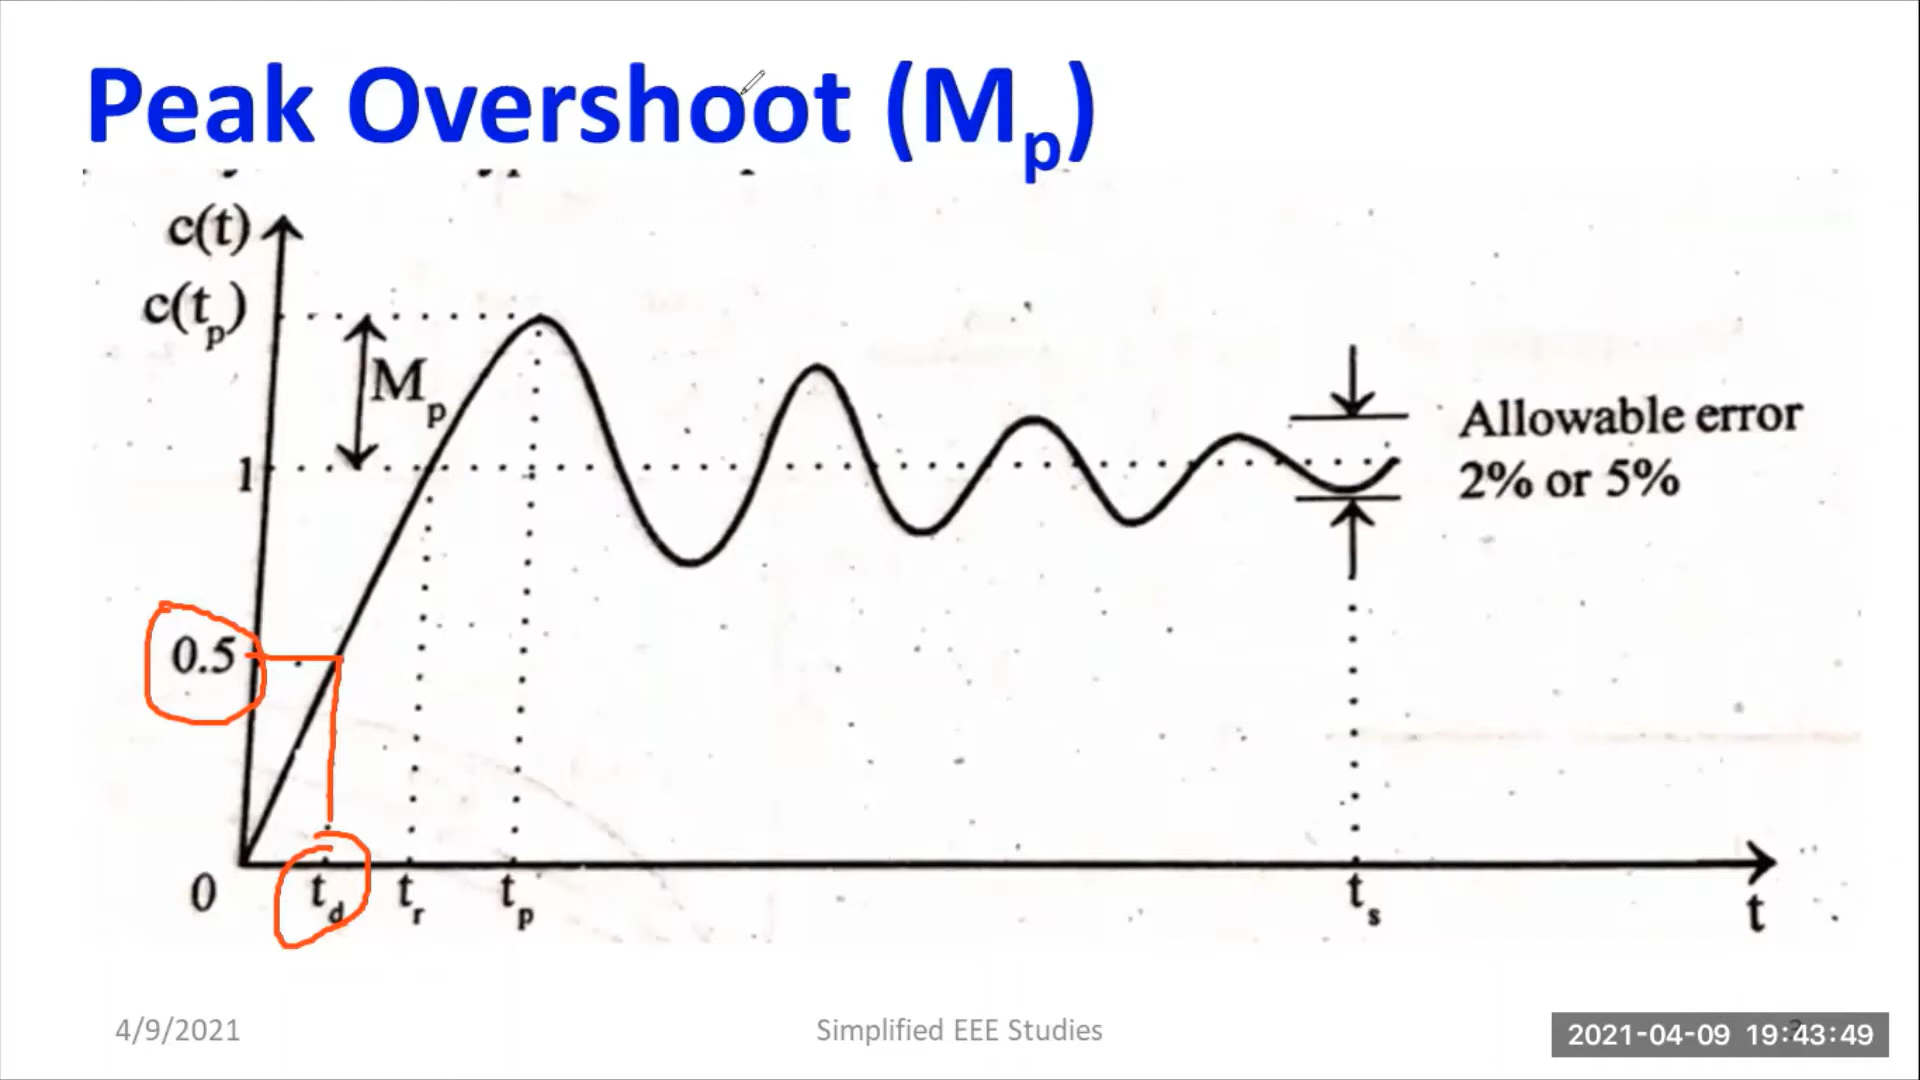 Peak Overshoot (Mp)
c(t)
c(tp)
Mp
1
Allowable error
2% or 5%
0.5
0
td
tr
tp
ts
t
4/9/2021
Simplified EEE Studies
2021-04-09 19:43:49